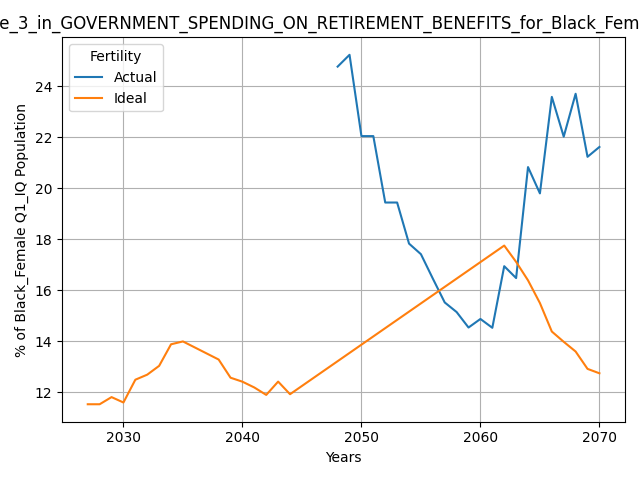 e_3_in_GOVERNMENT_SPENDING_ON_RETIREMENT_BENEFITS_for_Black_Fem
Fertility
Actual
Ideal
% of Black_Female Q1_IQ Population
24
22
20
18
16
14
12
2030
2040
2050
2060
2070
Years